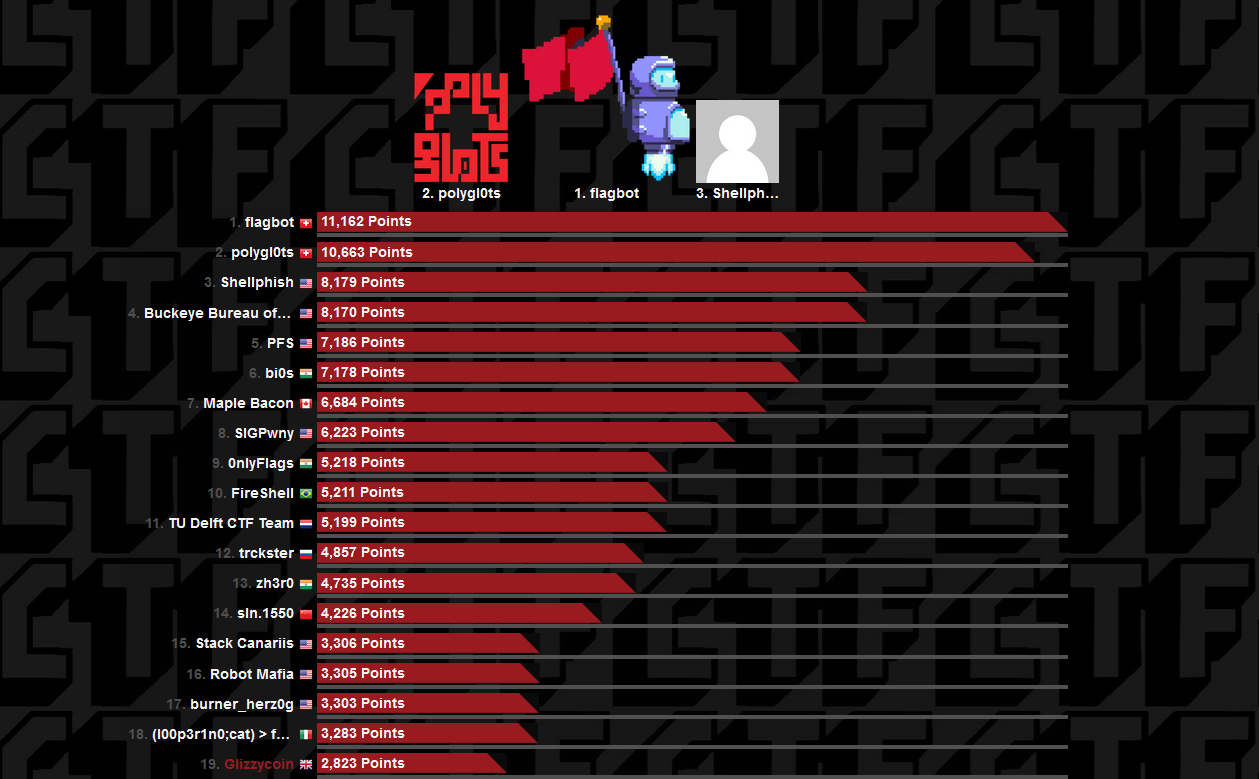 polygl0ts
2. polygl0ts
1. flagbot
3. Shellph...
1. flagbot 11,162 Points
2. polygl0ts 10,663 Points
3. Shellphish 8,179 Points
4. Buckeye Bureau of... 8,170 Points
5. PFS 7,186 Points
6. bi0s 7,178 Points
7. Maple Bacon 6,684 Points
8. SIGPwny 6,223 Points
9. 0nlyFlags 5,218 Points
10. FireShell 5,211 Points
11. TU Delft CTF Team 5,199 Points
12. trckster 4,857 Points
13. zh3r0 4,735 Points
14. sln.1550 4,226 Points
15. Stack Canariis 3,306 Points
16. Robot Mafia 3,305 Points
17. burner_herz0g 3,303 Points
18. (l00p3r1n0;cat) > f... 3,283 Points
19. Glizzycoin 2,823 Points